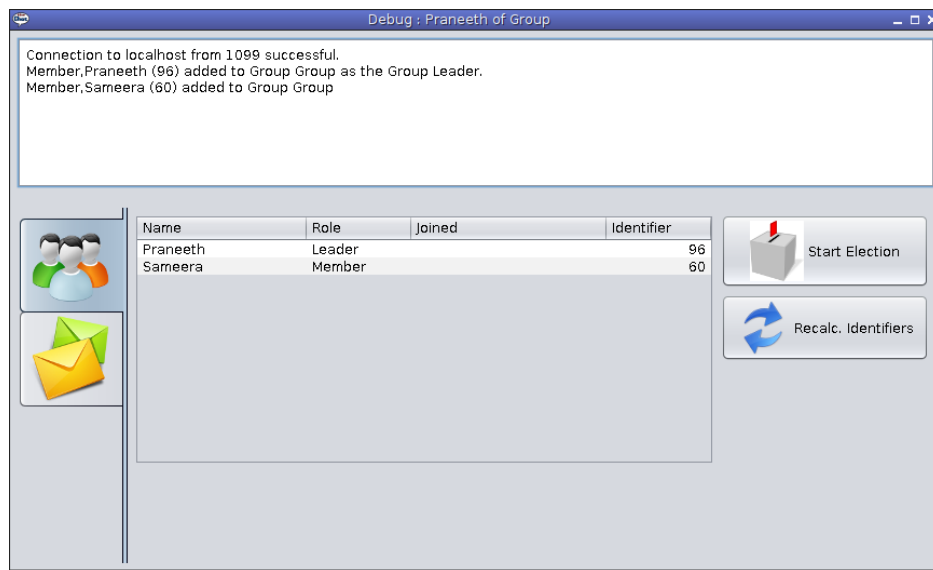 Debug : Praneeth of Group
Connection to localhost from 1099 successful.
Member,Praneeth (96) added to Group Group as the Group Leader.
Member,Sameera (60) added to Group Group
Name Role Joined Identifier
Praneeth Leader 96
Sameera Member 60
Start Election
Recalc. Identifiers